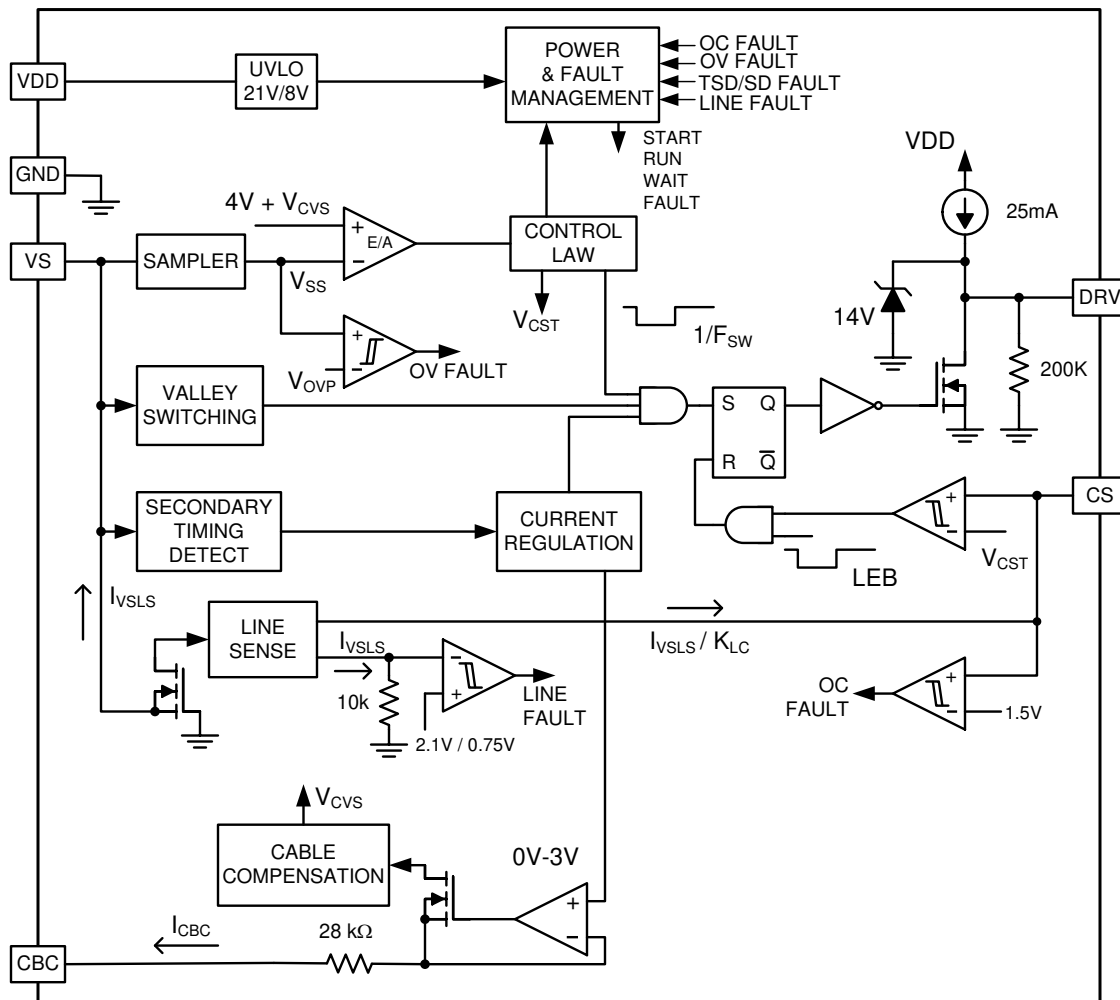 VDD
UVLO
21V/8V
POWER
& FAULT
MANAGEMENT
OC FAULT
OV FAULT
TSD/SD FAULT
LINE FAULT
START
RUN
WAIT
FAULT
GND
4V + VCVS
VDD
25mA
VS
SAMPLER
VSS
+
E/A
−
CONTROL
LAW
VCST
1/FSW
14V
DRV
200K
+
−
VOVP
OV FAULT
VALLEY
SWITCHING
S
Q
R
Q̅
SECONDARY
TIMING
DETECT
CURRENT
REGULATION
+
−
CS
VCST
LEB
IVSLS
LINE
SENSE
IVSLS
10k
−
+
2.1V / 0.75V
LINE
FAULT
IVSLS / KLC
OC
FAULT
+
−
1.5V
VCVS
CABLE
COMPENSATION
0V-3V
+
−
ICBC
28 kΩ
CBC